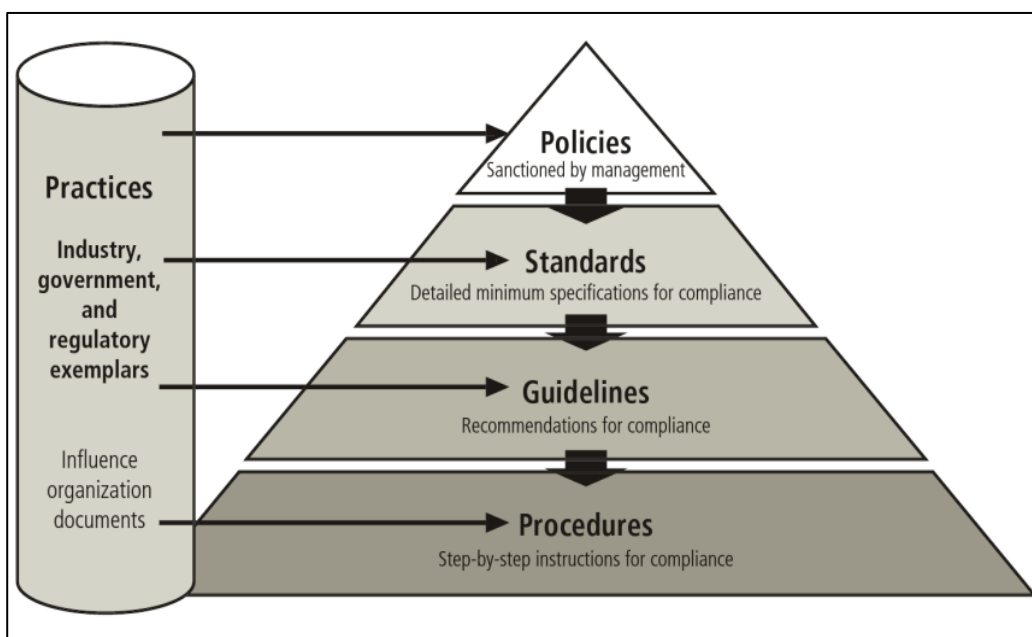 Practices
Industry,
government,
and
regulatory
exemplars
Influence
organization
documents
Policies
Sanctioned by management
Standards
Detailed minimum specifications for compliance
Guidelines
Recommendations for compliance
Procedures
Step-by-step instructions for compliance